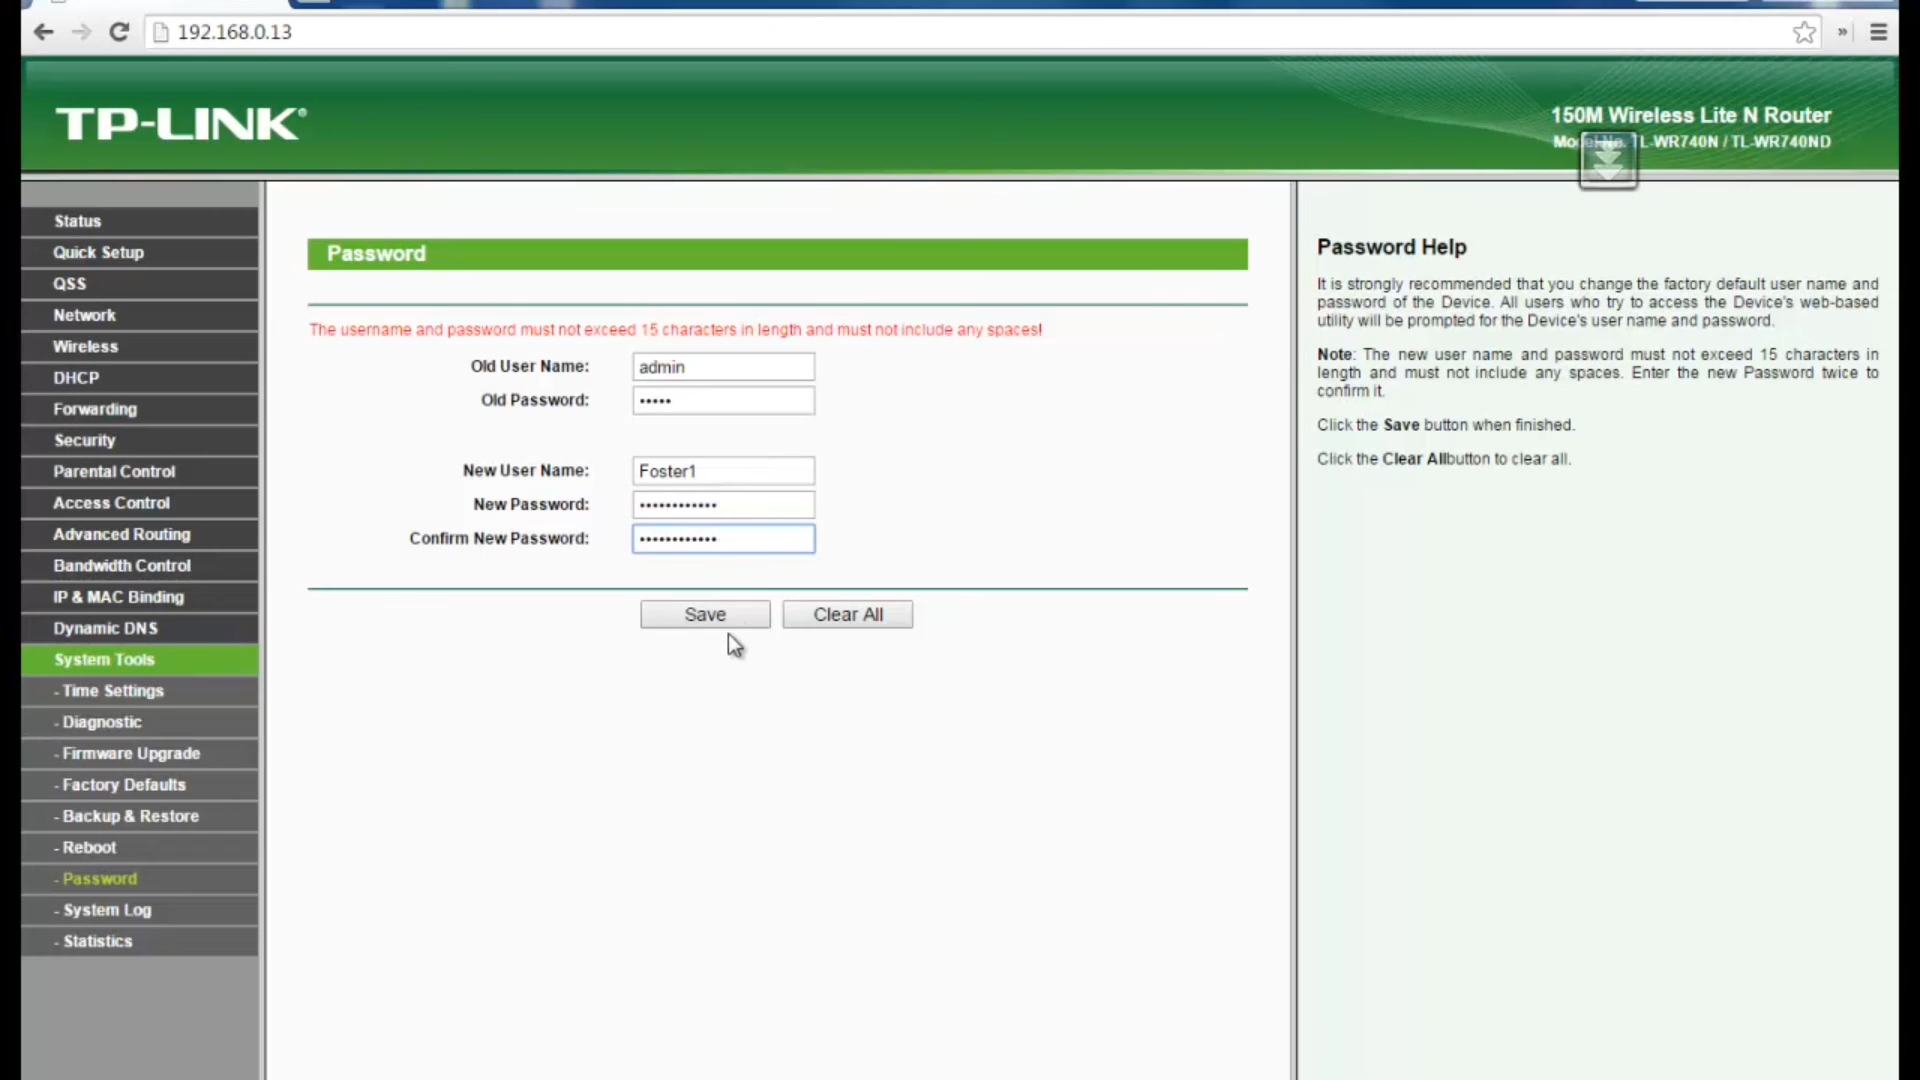 192.168.0.13
»
TP-LINK®
150M Wireless Lite N Router
Model No. TL-WR740N / TL-WR740ND
Status
Quick Setup
QSS
Network
Wireless
DHCP
Forwarding
Security
Parental Control
Access Control
Advanced Routing
Bandwidth Control
IP & MAC Binding
Dynamic DNS
System Tools
- Time Settings
- Diagnostic
- Firmware Upgrade
- Factory Defaults
- Backup & Restore
- Reboot
- Password
- System Log
- Statistics
Password
The username and password must not exceed 15 characters in length and must not include any spaces!
Old User Name: admin
Old Password: •••••
New User Name: Foster1
New Password: ••••••••••••
Confirm New Password: ••••••••••••
Save Clear All
Password Help
It is strongly recommended that you change the factory default user name and
password of the Device. All users who try to access the Device's web-based
utility will be prompted for the Device's user name and password.
Note: The new user name and password must not exceed 15 characters in
length and must not include any spaces. Enter the new Password twice to
confirm it.
Click the Save button when finished.
Click the Clear Allbutton to clear all.